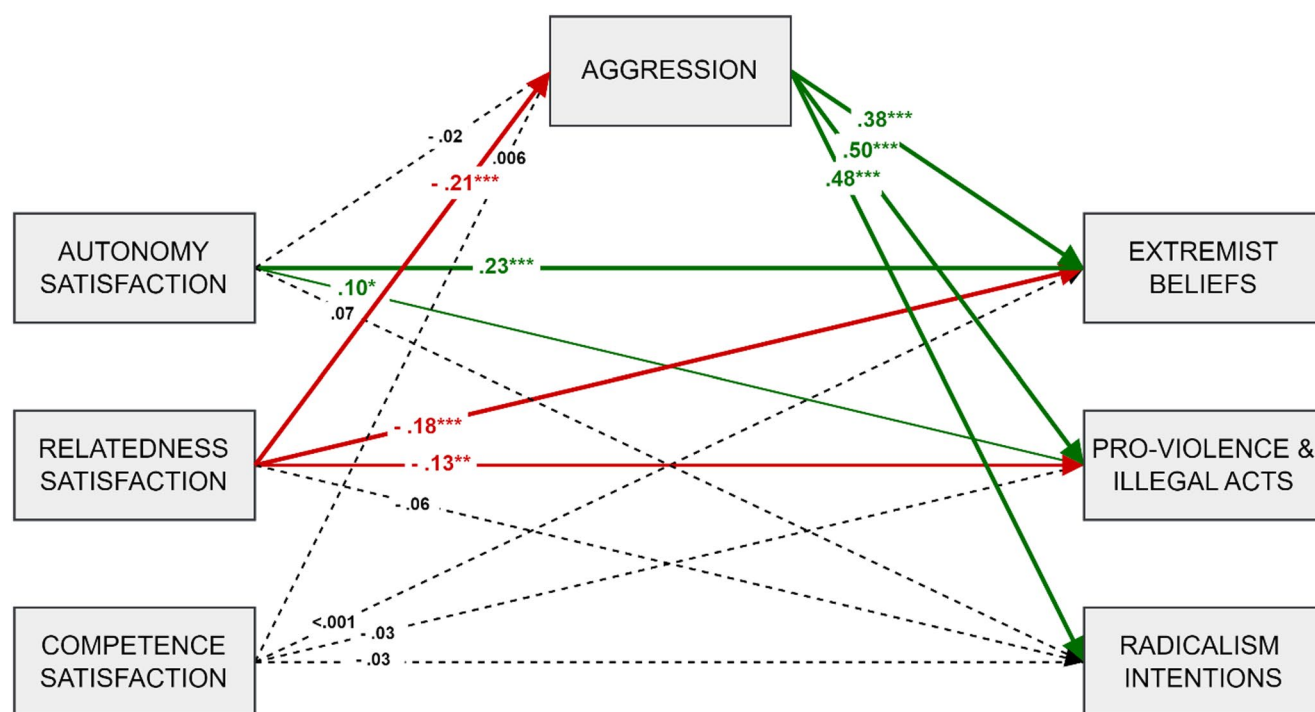 AGGRESSION
.38***
- .02
.50***
.006
.48***
- .21***
AUTONOMY
SATISFACTION
.23***
EXTREMIST
BELIEFS
.10*
.07
RELATEDNESS
SATISFACTION
- .18***
- .13**
PRO-VIOLENCE &
ILLEGAL ACTS
- .06
COMPETENCE
SATISFACTION
<.001
- .03
- .03
RADICALISM
INTENTIONS